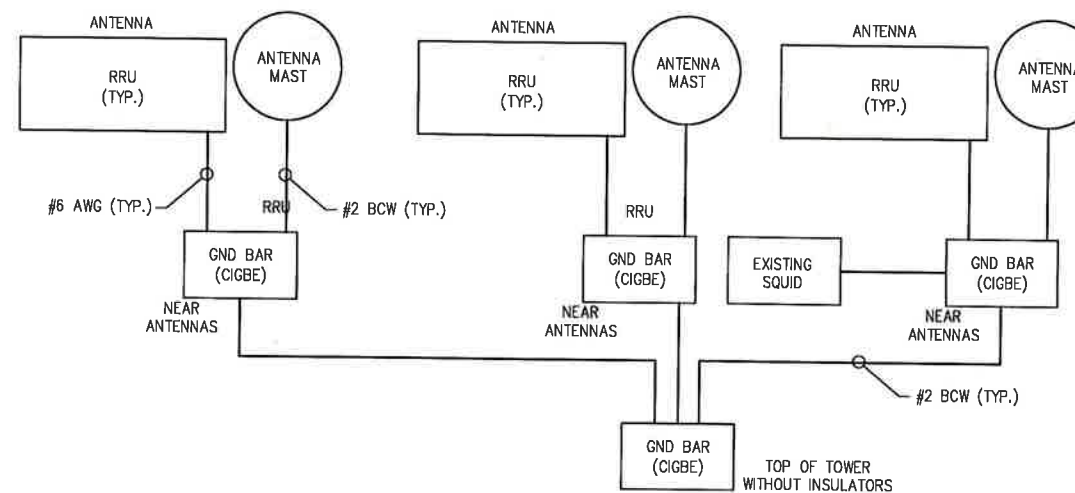 ANTENNA
RRU
(TYP.)
ANTENNA
MAST
#6 AWG (TYP.)
RRU
#2 BCW (TYP.)
GND BAR
(CIGBE)
NEAR
ANTENNAS
ANTENNA
RRU
(TYP.)
ANTENNA
MAST
RRU
GND BAR
(CIGBE)
NEAR
ANTENNAS
ANTENNA
RRU
(TYP.)
ANTENNA
MAST
EXISTING
SQUID
GND BAR
(CIGBE)
NEAR
ANTENNAS
#2 BCW (TYP.)
GND BAR
(CIGBE)
TOP OF TOWER
WITHOUT INSULATORS